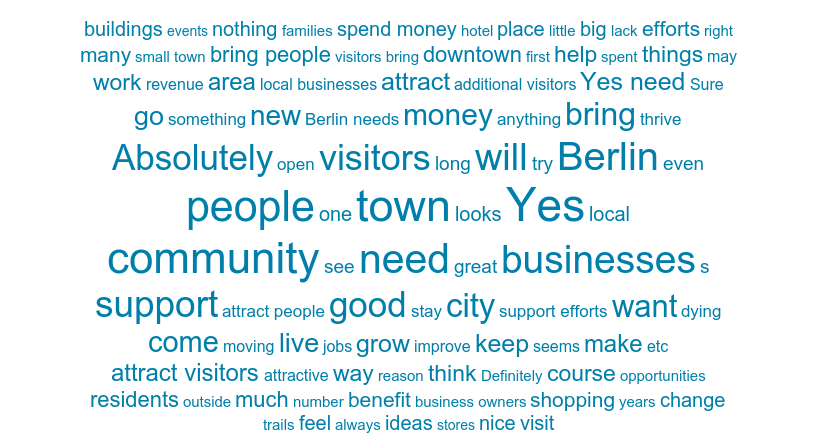 buildings events nothing families spend money hotel place little big lack efforts right
many small town bring people visitors bring downtown first help spent things may
work revenue area local businesses attract additional visitors Yes need Sure
go something new Berlin needs money anything bring thrive
Absolutely open visitors long will try Berlin even
people one town looks Yes local
community see need great businesses s
support attract people good stay city support efforts want dying
come moving live jobs grow improve keep seems make etc
attract visitors attractive way reason think Definitely course opportunities
residents outside much number benefit business owners shopping years change
trails feel always ideas stores nice visit